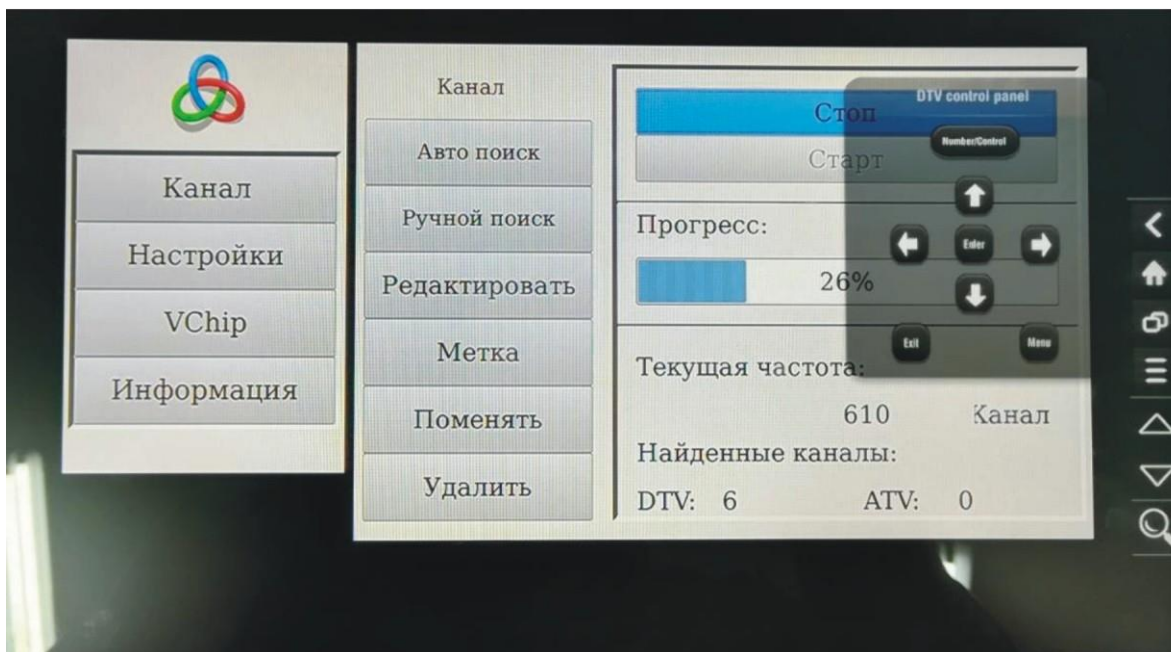 Канал
Настройки
VChip
Информация
Канал
Авто поиск
Ручной поиск
Редактировать
Метка
Поменять
Удалить
Стоп
Старт
Прогресс:
26%
Текущая частота:
610 Канал
Найденные каналы:
DTV: 6 ATV: 0
DTV control panel
Number/Control
Enter
Exit
Menu